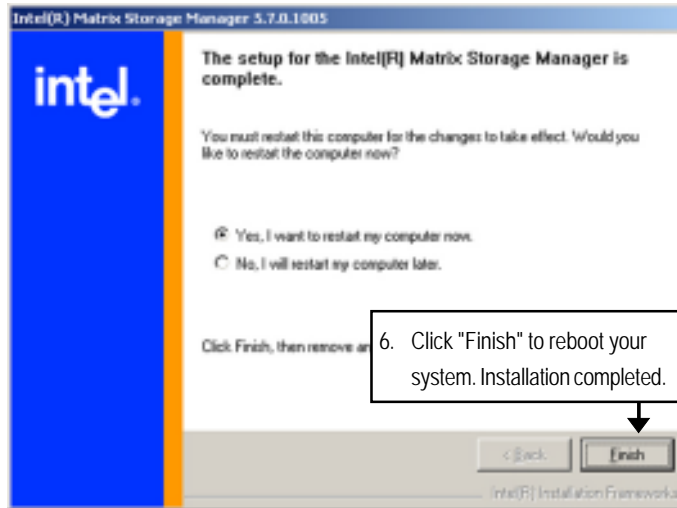 Intel(R) Matrix Storage Manager 5.7.0.1005
intel.
The setup for the Intel(R) Matrix Storage Manager is
complete.
You must restart this computer for the changes to take effect. Would you
like to restart the computer now?
Yes, I want to restart my computer now.
No, I will restart my computer later.
Click Finish, then remove an
6. Click "Finish" to reboot your
system. Installation completed.
< Back
Finish
Intel(R) Installation Frameworks